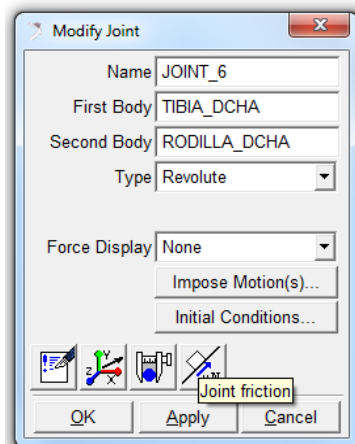 Modify Joint
Name JOINT_6
First Body TIBIA_DCHA
Second Body RODILLA_DCHA
Type Revolute
Force Display None
Impose Motion(s)...
Initial Conditions...
Z Y X
Joint friction
OK Apply Cancel